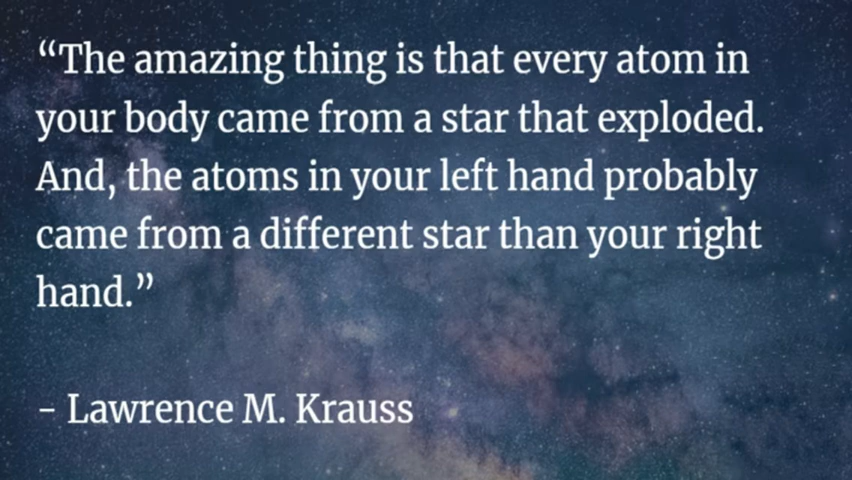 “The amazing thing is that every atom in
your body came from a star that exploded.
And, the atoms in your left hand probably
came from a different star than your right
hand.”
- Lawrence M. Krauss